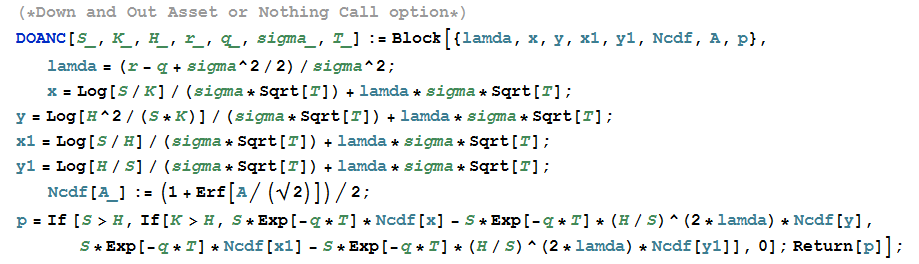 (*Down and Out Asset or Nothing Call option*)
DOANC[S_, K_, H_, r_, q_, sigma_, T_] := Block[{lamda, x, y, x1, y1, Ncdf, A, p},
lamda = (r - q + sigma^2 / 2) / sigma^2;
x = Log[S / K] / (sigma * Sqrt[T]) + lamda * sigma * Sqrt[T];
y = Log[H^2 / (S * K)] / (sigma * Sqrt[T]) + lamda * sigma * Sqrt[T];
x1 = Log[S / H] / (sigma * Sqrt[T]) + lamda * sigma * Sqrt[T];
y1 = Log[H / S] / (sigma * Sqrt[T]) + lamda * sigma * Sqrt[T];
Ncdf[A_] := (1 + Erf[A / (√2)]) / 2;
p = If [S > H, If[K > H, S * Exp[-q * T] * Ncdf[x] - S * Exp[-q * T] * (H / S)^(2 * lamda) * Ncdf[y],
S * Exp[-q * T] * Ncdf[x1] - S * Exp[-q * T] * (H / S)^(2 * lamda) * Ncdf[y1]], 0]; Return[p]];